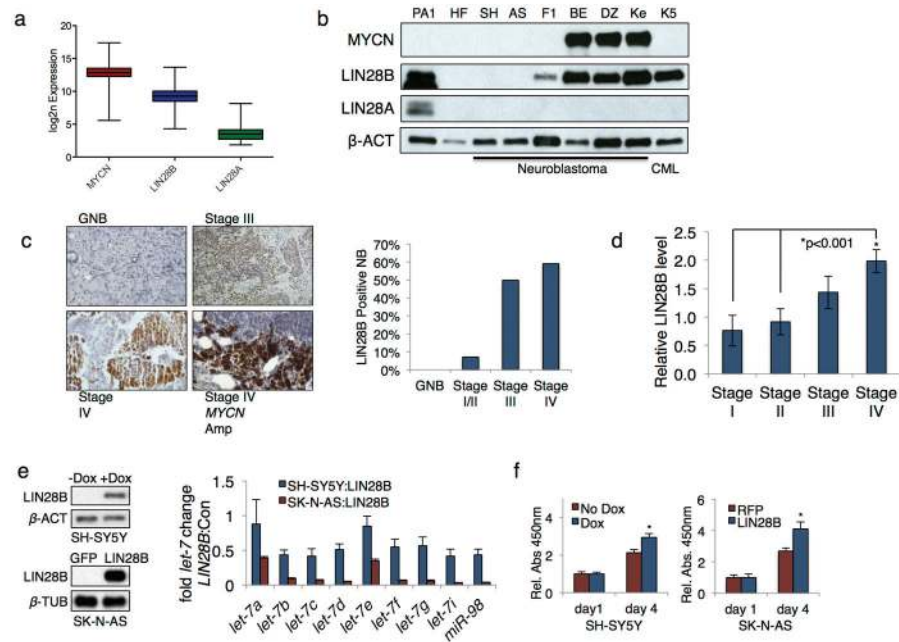 a
log2n Expression
20
15
10
5
0
MYCN
LIN28B
LIN28A
b
PA1 HF SH AS F1 BE DZ Ke K5
MYCN
LIN28B
LIN28A
β-ACT
Neuroblastoma CML
c
GNB Stage III
Stage
IV
Stage IV
MYCN
Amp
LIN28B Positive NB
70%
60%
50%
40%
30%
20%
10%
0%
GNB Stage
I/II Stage
III Stage
IV
d
Relative LIN28B level
*p<0.001
*
2.5
2.0
1.5
1.0
0.5
0.0
Stage
I Stage
II Stage
III Stage
IV
e
-Dox +Dox
LIN28B
β-ACT
SH-SY5Y
GFP LIN28B
LIN28B
β-TUB
SK-N-AS
fold let-7 change
LIN28B:Con
SH-SY5Y:LIN28B
SK-N-AS:LIN28B
1.5
1
0.5
0
let-7a
let-7b
let-7c
let-7d
let-7e
let-7f
let-7g
let-7i
miR-98
f
Rel. Abs 450nm
No Dox
Dox
*
4
3
2
1
0
day1 day 4
SH-SY5Y
Rel. Abs. 450nm
RFP
LIN28B
*
6
4
2
0
day 1 day 4
SK-N-AS